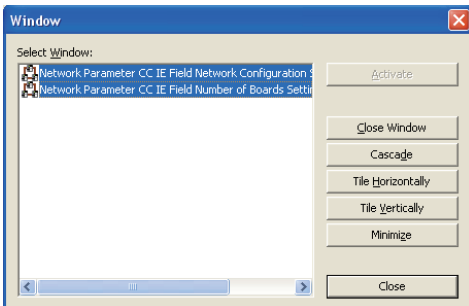 Window
Select Window:
Network Parameter CC IE Field Network Configuration S
Network Parameter CC IE Field Number of Boards Settin
Activate
Close Window
Cascade
Tile Horizontally
Tile Vertically
Minimize
Close